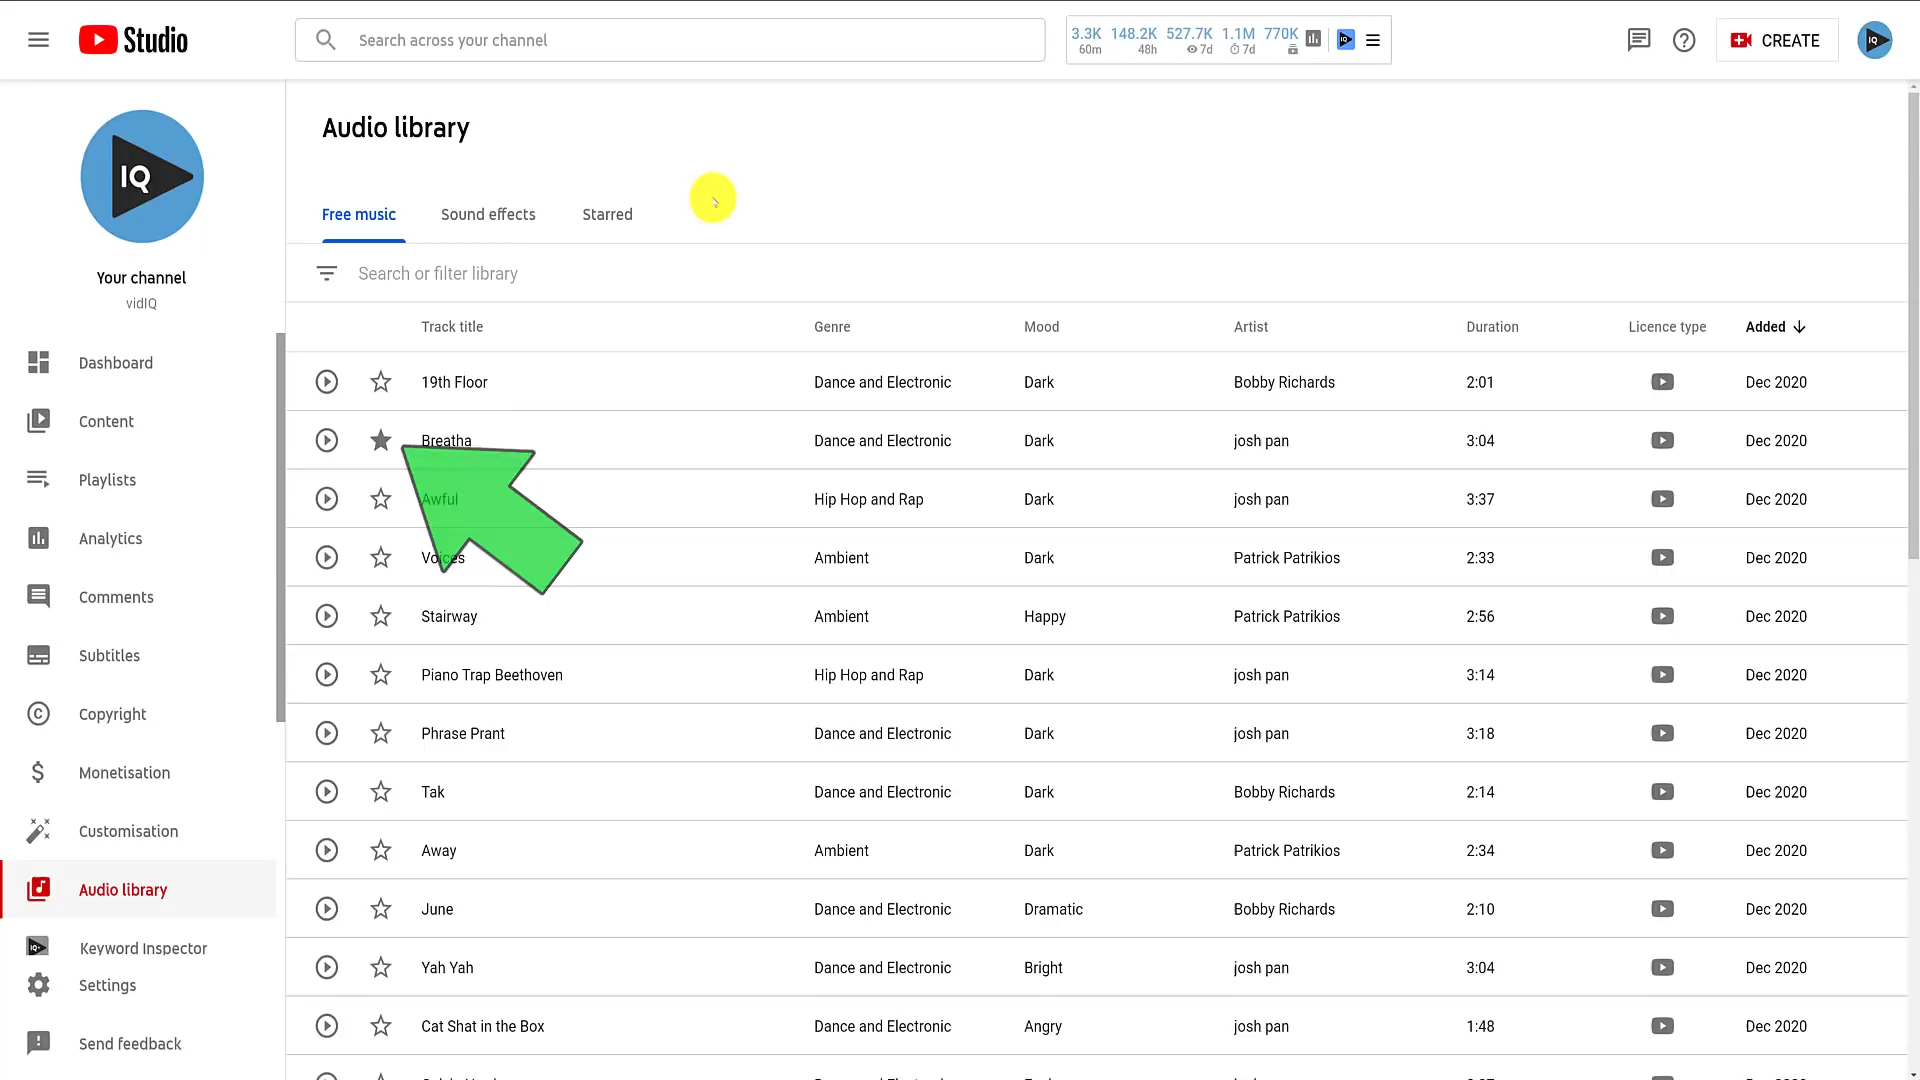 Studio
Search across your channel
3.3K 148.2K 527.7K 1.1M 770K
60m 48h 7d 7d
IQ
CREATE
IQ
IQ
Your channel
vidIQ
Dashboard
Content
Playlists
Analytics
Comments
Subtitles
Copyright
Monetisation
Customisation
Audio library
IQ
Keyword Inspector
Settings
Send feedback
Audio library
Free music Sound effects Starred
Search or filter library
Track title Genre Mood Artist Duration Licence type Added
19th Floor Dance and Electronic Dark Bobby Richards 2:01 Dec 2020
Breatha Dance and Electronic Dark josh pan 3:04 Dec 2020
Awful Hip Hop and Rap Dark josh pan 3:37 Dec 2020
Voices Ambient Dark Patrick Patrikios 2:33 Dec 2020
Stairway Ambient Happy Patrick Patrikios 2:56 Dec 2020
Piano Trap Beethoven Hip Hop and Rap Dark josh pan 3:14 Dec 2020
Phrase Prant Dance and Electronic Dark josh pan 3:18 Dec 2020
Tak Dance and Electronic Dark Bobby Richards 2:14 Dec 2020
Away Ambient Dark Patrick Patrikios 2:34 Dec 2020
June Dance and Electronic Dramatic Bobby Richards 2:10 Dec 2020
Yah Yah Dance and Electronic Bright josh pan 3:04 Dec 2020
Cat Shat in the Box Dance and Electronic Angry josh pan 1:48 Dec 2020